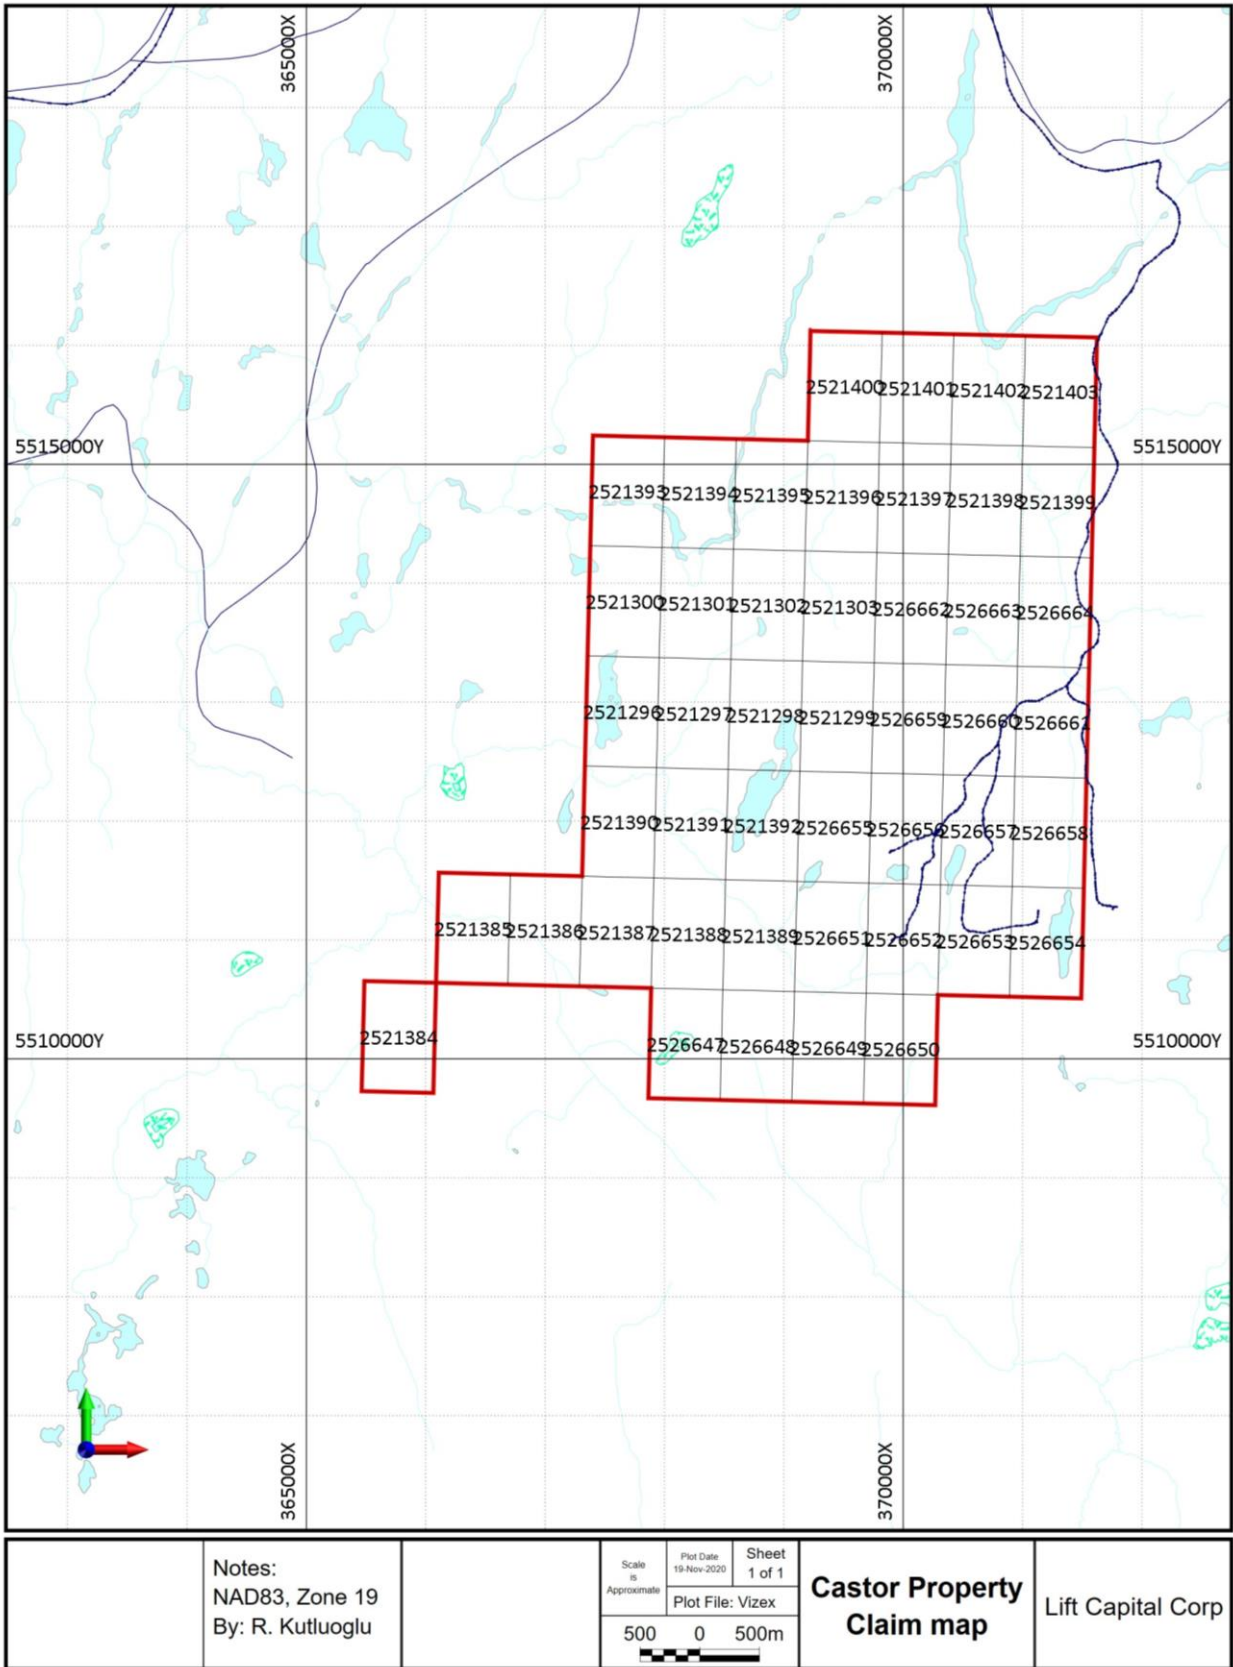 365000X
370000X
2521400 2521401 2521402 2521403
5515000Y
5515000Y
2521393 2521394 2521395 2521396 2521397 2521398 2521399
2521300 2521301 2521302 2521303 2526662 2526663 2526664
2521296 2521297 2521298 2521299 2526659 2526660 2526661
2521390 2521391 2521392 2526655 2526656 2526657 2526658
2521385 2521386 2521387 2521388 2521389 2526651 2526652 2526653 2526654
2521384
2526647 2526648 2526649 2526650
5510000Y
5510000Y
365000X
370000X
Notes:
NAD83, Zone 19
By: R. Kutluoglu
Scale
is
Approximate
Plot Date
19-Nov-2020
Sheet
1 of 1
Plot File: Vizex
500 0 500m
Castor Property
Claim map
Lift Capital Corp